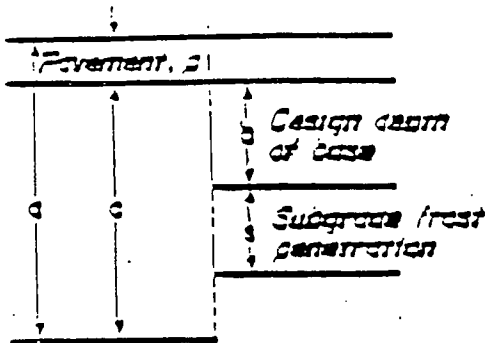 Pavement, p
b
Design depth
of base
a
c
s
Subgrade frost
penetration